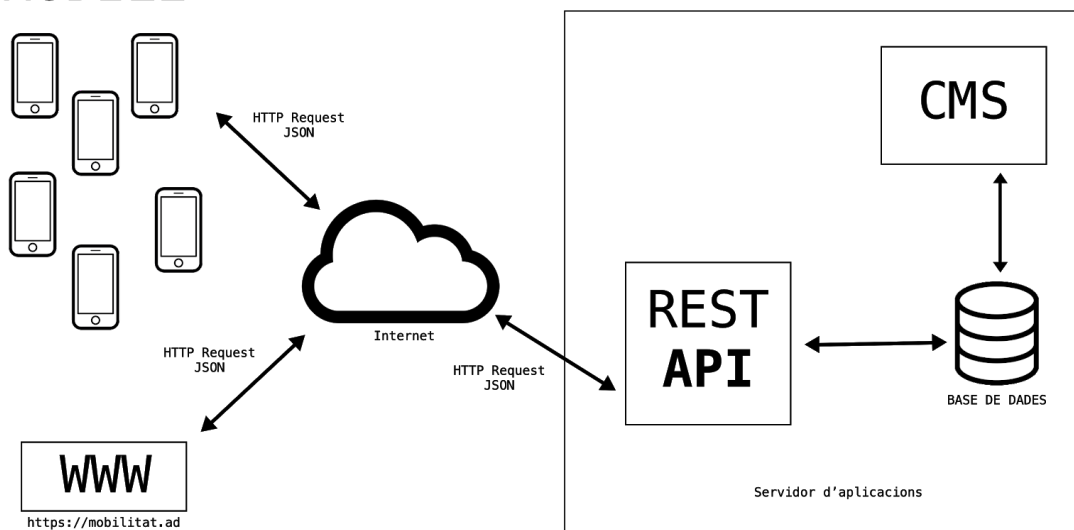 HTTP Request
JSON
CMS
Internet
REST
API
HTTP Request
JSON
HTTP Request
JSON
BASE DE DADES
WWW
https://mobilitat.ad
Servidor d’aplicacions